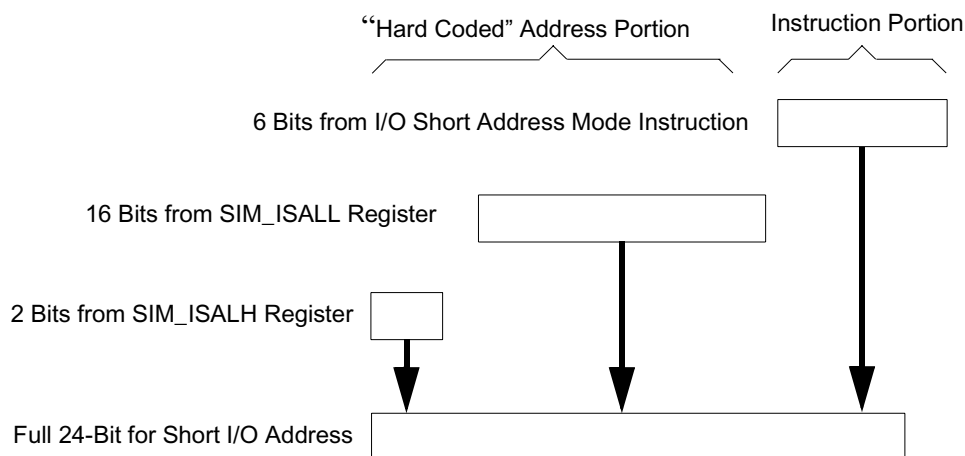 “Hard Coded” Address Portion
Instruction Portion
6 Bits from I/O Short Address Mode Instruction
16 Bits from SIM_ISALL Register
2 Bits from SIM_ISALH Register
Full 24-Bit for Short I/O Address